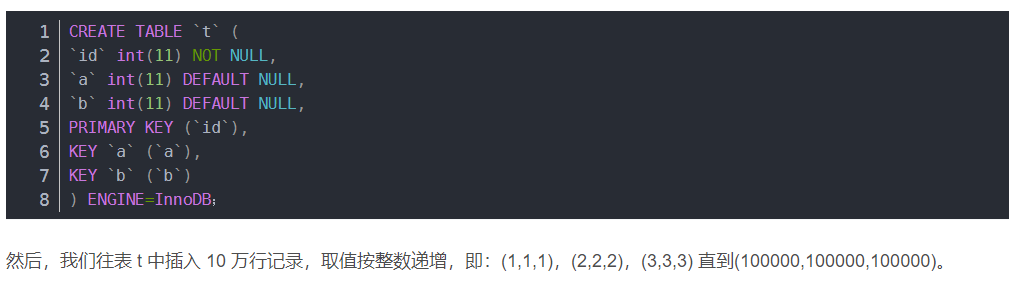 1 CREATE TABLE `t` (
2 `id` int(11) NOT NULL,
3 `a` int(11) DEFAULT NULL,
4 `b` int(11) DEFAULT NULL,
5 PRIMARY KEY (`id`),
6 KEY `a` (`a`),
7 KEY `b` (`b`)
8 ) ENGINE=InnoDB；
然后，我们往表 t 中插入 10 万行记录，取值按整数递增，即：(1,1,1)，(2,2,2)，(3,3,3) 直到(100000,100000,100000)。